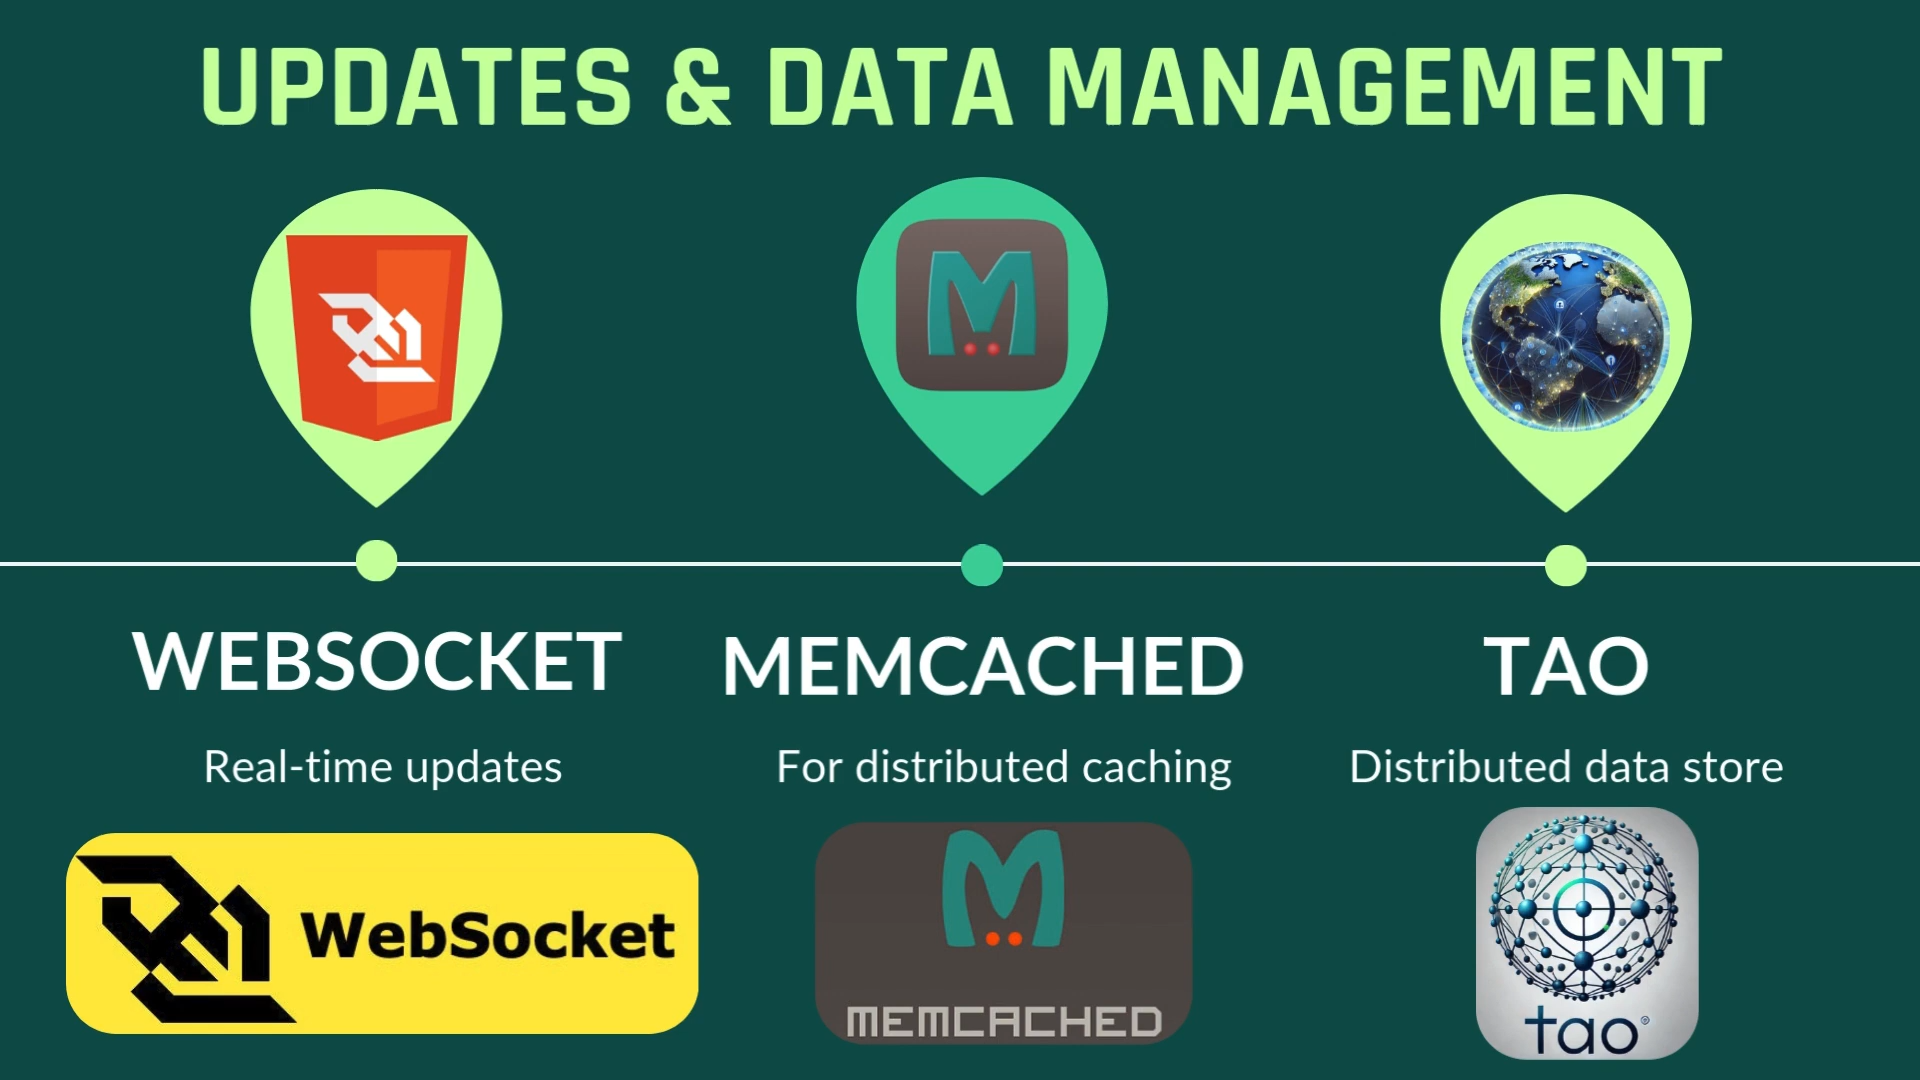 UPDATES & DATA MANAGEMENT
WEBSOCKET
MEMCACHED
TAO
Real-time updates
For distributed caching
Distributed data store
WebSocket
MEMCACHED
tao®